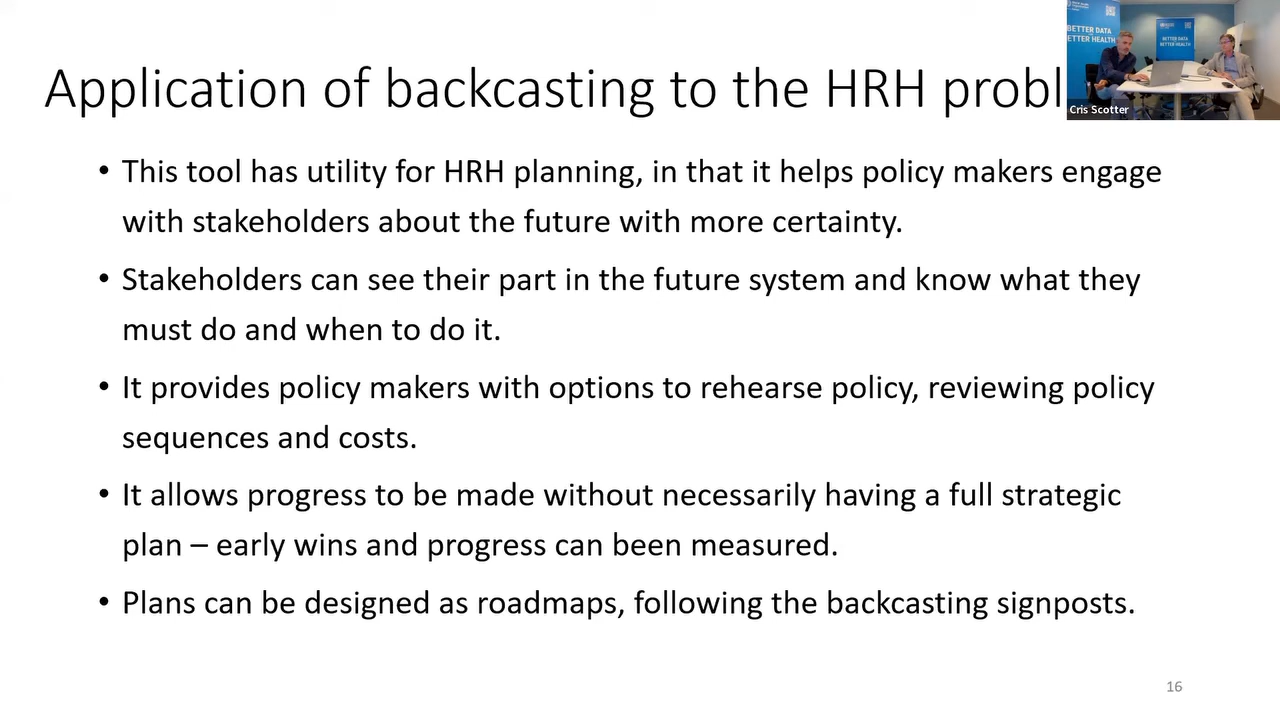 Application of backcasting to the HRH probl
BETTER DATA
ETTER HEALTH
BETTER DATA
BETTER HEALTH
Cris Scotter
• This tool has utility for HRH planning, in that it helps policy makers engage
with stakeholders about the future with more certainty.
• Stakeholders can see their part in the future system and know what they
must do and when to do it.
• It provides policy makers with options to rehearse policy, reviewing policy
sequences and costs.
• It allows progress to be made without necessarily having a full strategic
plan – early wins and progress can been measured.
• Plans can be designed as roadmaps, following the backcasting signposts.
16